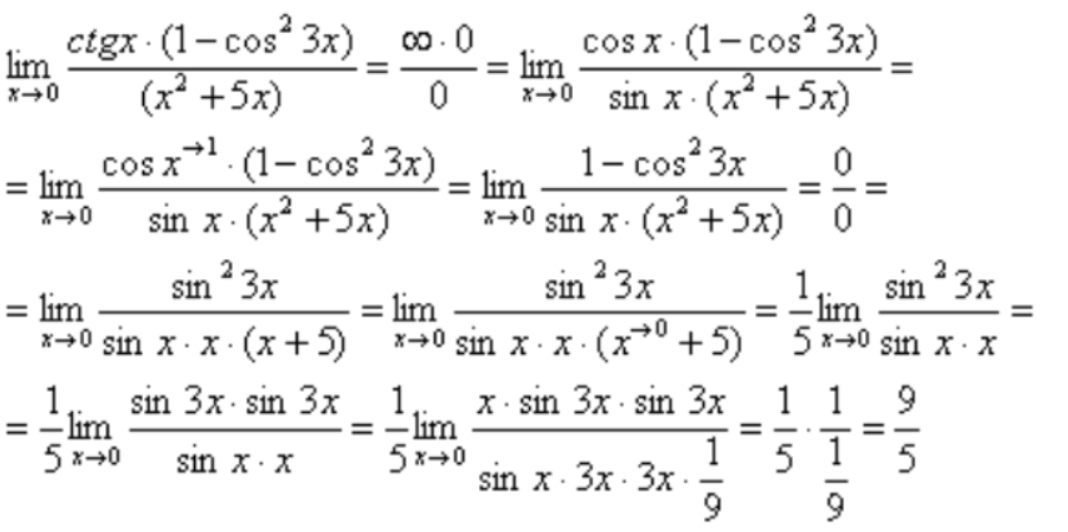 lim_{x→0} ctgx · (1 − cos² 3x) / (x² + 5x) = ∞ · 0 / 0 = lim_{x→0} cos x · (1 − cos² 3x) / sin x · (x² + 5x) =
= lim_{x→0} cos x^{→1} · (1 − cos² 3x) / sin x · (x² + 5x) = lim_{x→0} 1 − cos² 3x / sin x · (x² + 5x) = 0/0 =
= lim_{x→0} sin² 3x / sin x · x · (x + 5) = lim_{x→0} sin² 3x / sin x · x · (x^{→0} + 5) = 1/5 lim_{x→0} sin² 3x / sin x · x =
= 1/5 lim_{x→0} sin 3x · sin 3x / sin x · x = 1/5 lim_{x→0} x · sin 3x · sin 3x / sin x · 3x · 3x · 1/9 = 1/5 · 1 / 1/9 = 9/5